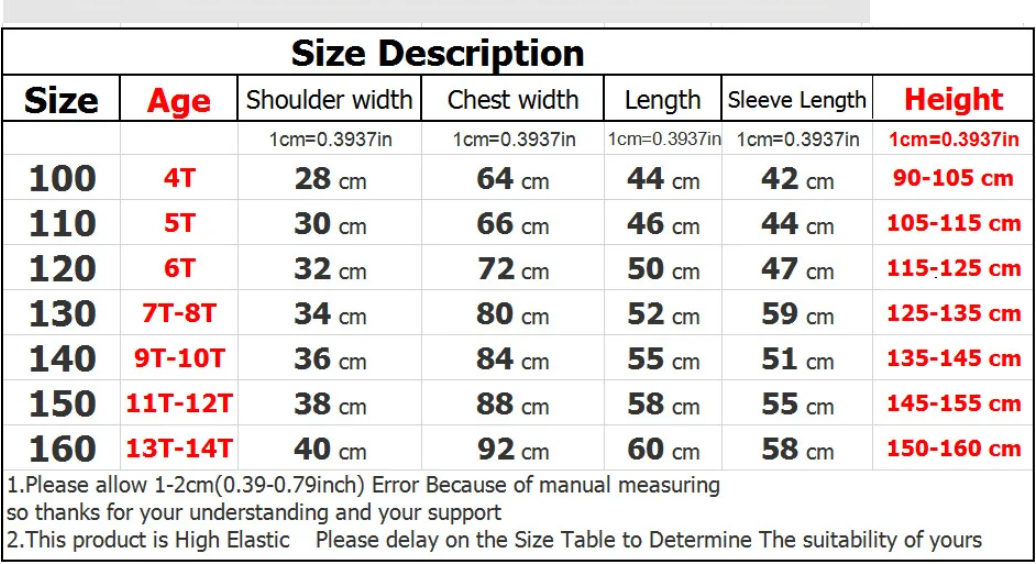 Size Description
Size Age Shoulder width Chest width Length Sleeve Length Height
1cm=0.3937in 1cm=0.3937in 1cm=0.3937in 1cm=0.3937in 1cm=0.3937in
100 4T 28 cm 64 cm 44 cm 42 cm 90-105 cm
110 5T 30 cm 66 cm 46 cm 44 cm 105-115 cm
120 6T 32 cm 72 cm 50 cm 47 cm 115-125 cm
130 7T-8T 34 cm 80 cm 52 cm 59 cm 125-135 cm
140 9T-10T 36 cm 84 cm 55 cm 51 cm 135-145 cm
150 11T-12T 38 cm 88 cm 58 cm 55 cm 145-155 cm
160 13T-14T 40 cm 92 cm 60 cm 58 cm 150-160 cm
1.Please allow 1-2cm(0.39-0.79inch) Error Because of manual measuring
so thanks for your understanding and your support
2.This product is High Elastic Please delay on the Size Table to Determine The suitability of yours